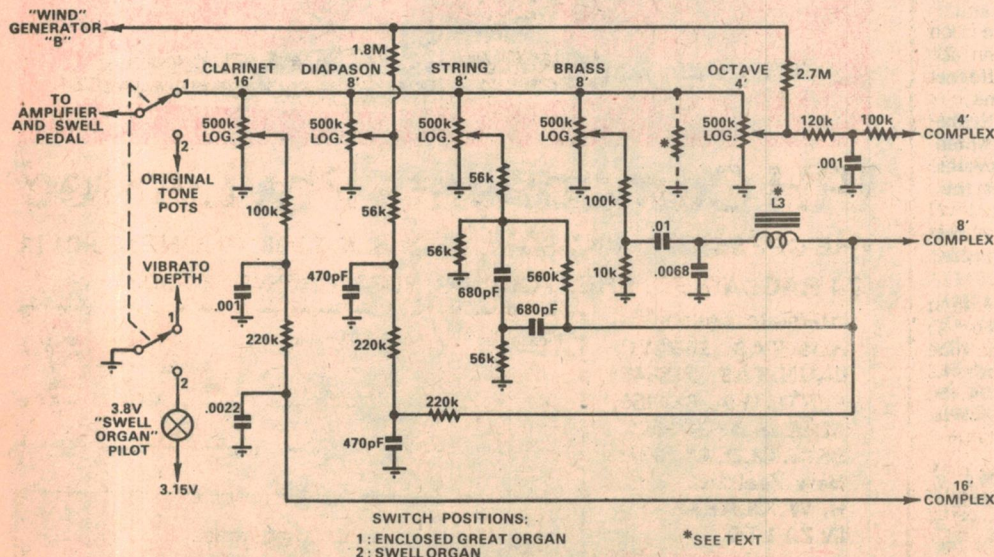 "WIND"
GENERATOR
"B"
1.8M
CLARINET
16'
DIAPASON
8'
STRING
8'
BRASS
8'
OCTAVE
4'
2.7M
1
TO
AMPLIFIER
AND SWELL
PEDAL
500k
LOG.
500k
LOG.
500k
LOG.
500k
LOG.
*
500k
LOG.
120k
100k
4'
COMPLEX
.001
2
ORIGINAL
TONE
POTS
100k
56k
56k
100k
*
L3
56k
.01
8'
COMPLEX
VIBRATO
DEPTH
.001
470pF
680pF
560k
10k
.0068
1
680pF
220k
220k
56k
2
3.8V
"SWELL
ORGAN"
PILOT
.0022
220k
470pF
3.15V
16'
COMPLEX
SWITCH POSITIONS:
1 : ENCLOSED GREAT ORGAN
2 : SWELL ORGAN
*SEE TEXT